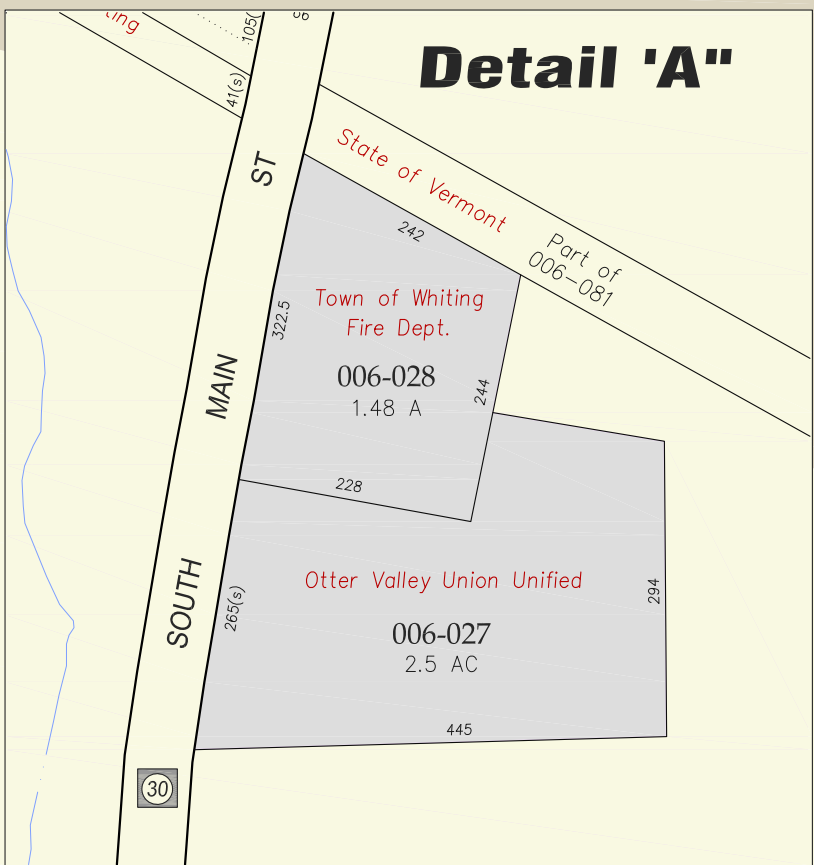 Detail "A"
105(
41(s)
ST
State of Vermont
Part of
006-081
242
Town of Whiting
Fire Dept.
322.5
006-028
1.48 A
244
MAIN
228
Otter Valley Union Unified
294
265(s)
SOUTH
006-027
2.5 AC
445
30